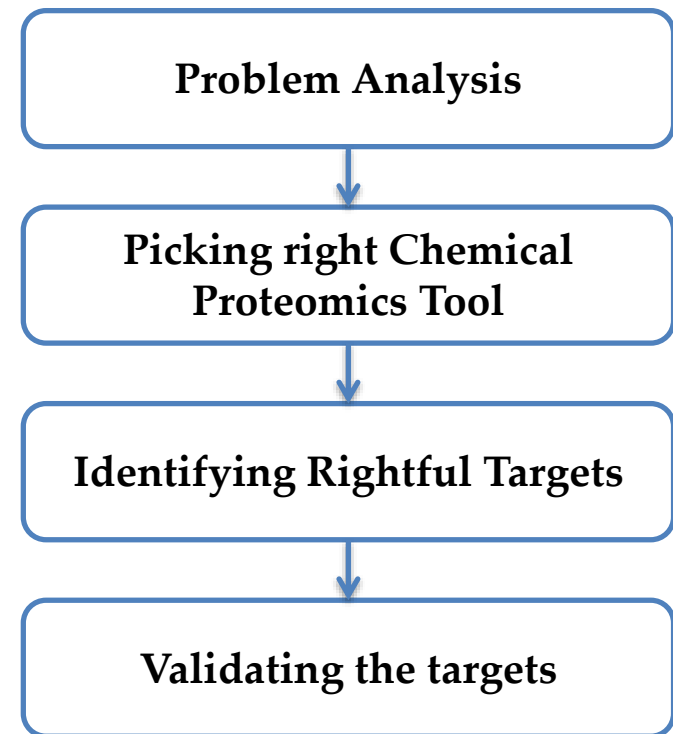 Problem Analysis
Picking right Chemical
Proteomics Tool
Identifying Rightful Targets
Validating the targets